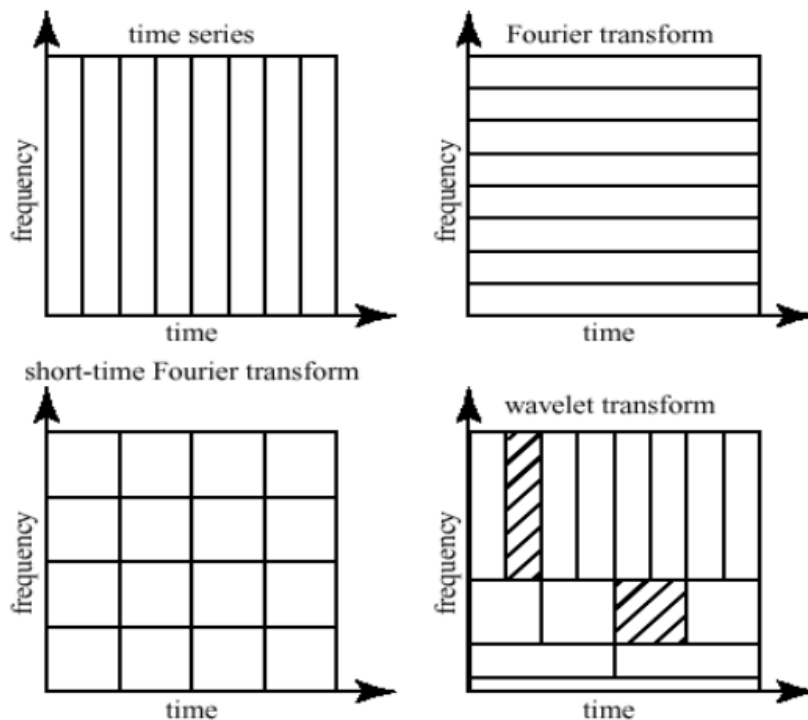 time series
frequency
time
Fourier transform
frequency
time
short-time Fourier transform
frequency
time
wavelet transform
frequency
time